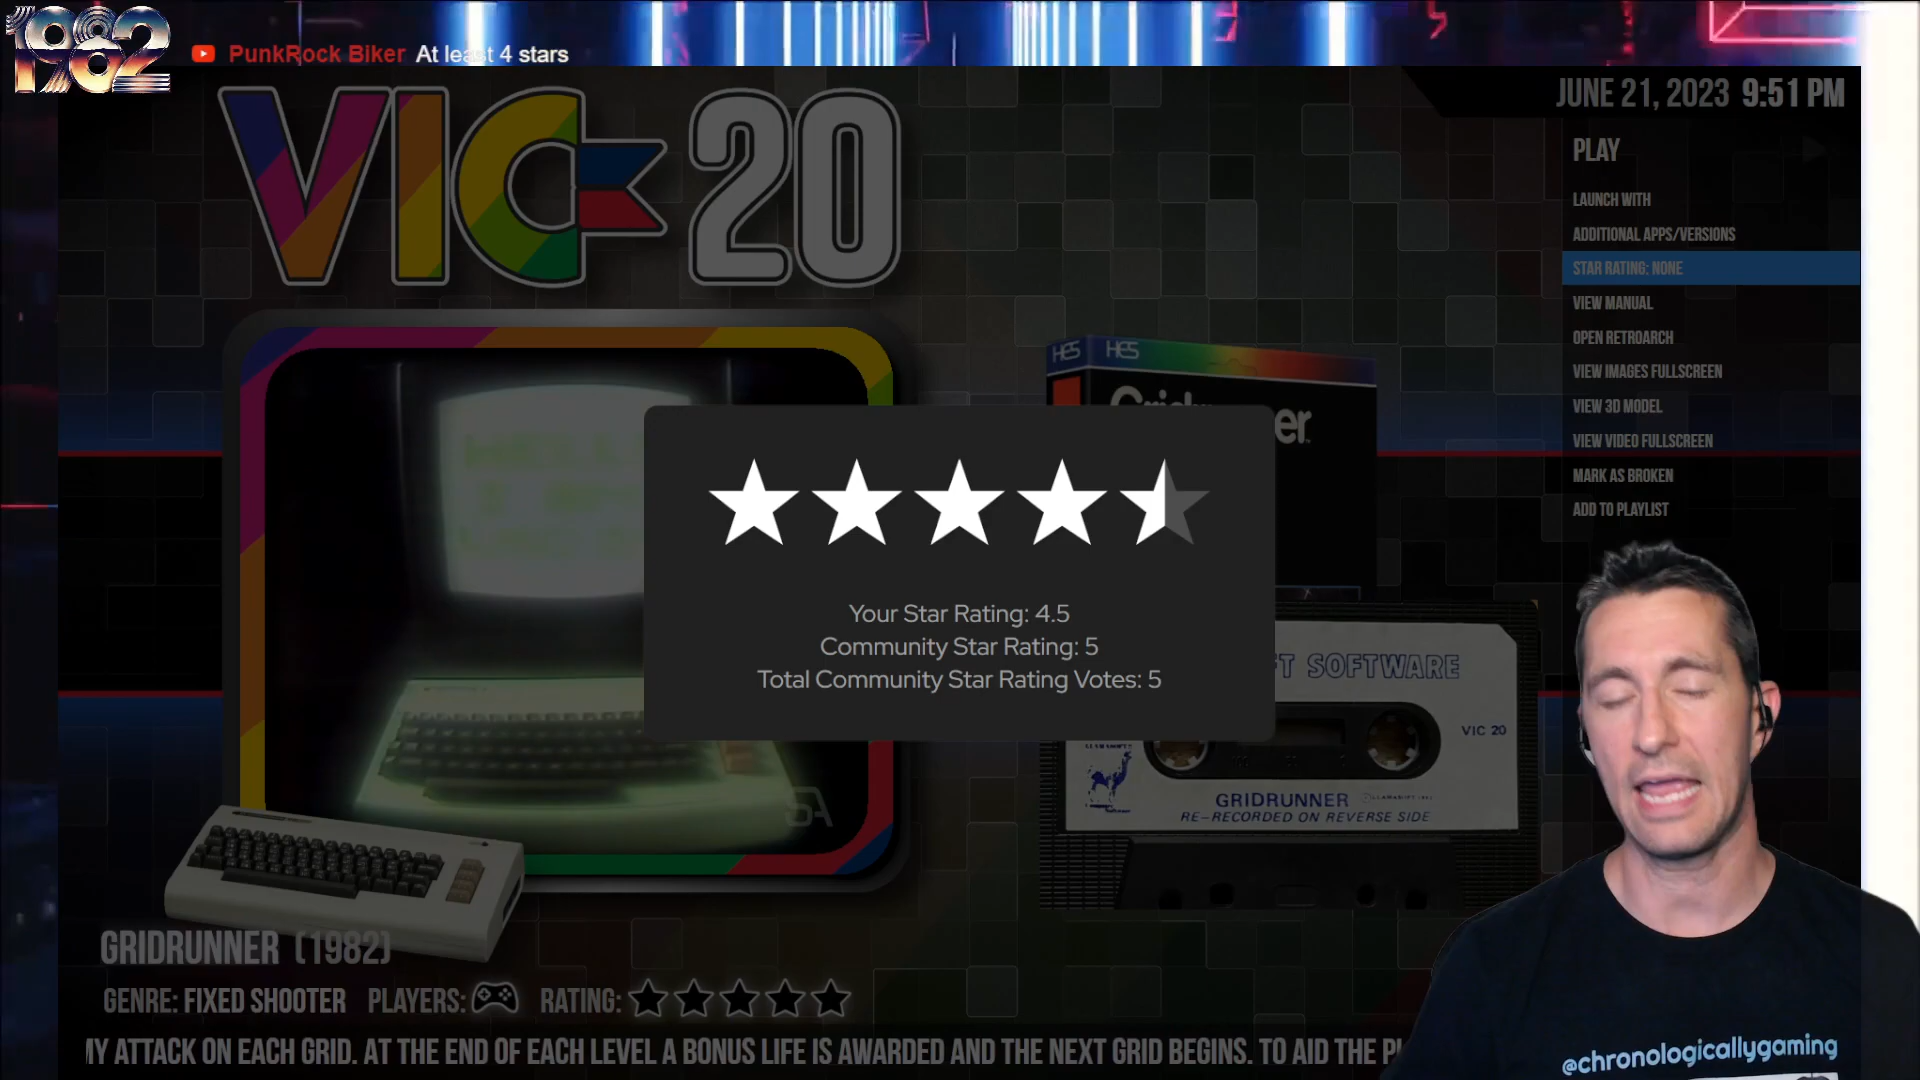 1982
PunkRock Biker At least 4 stars
VIC-20
JUNE 21, 2023 9:51 PM
PLAY
LAUNCH WITH
ADDITIONAL APPS/VERSIONS
STAR RATING: NONE
VIEW MANUAL
OPEN RETROARCH
VIEW IMAGES FULLSCREEN
VIEW 3D MODEL
VIEW VIDEO FULLSCREEN
MARK AS BROKEN
ADD TO PLAYLIST
HES HES
Your Star Rating: 4.5
Community Star Rating: 5
Total Community Star Rating Votes: 5
SOFTWARE
VIC 20
GRIDRUNNER
RE-RECORDED ON REVERSE SIDE
GRIDRUNNER (1982)
GENRE: FIXED SHOOTER PLAYERS: RATING:
MY ATTACK ON EACH GRID. AT THE END OF EACH LEVEL A BONUS LIFE IS AWARDED AND THE NEXT GRID BEGINS. TO AID THE
@chronologicallygaming